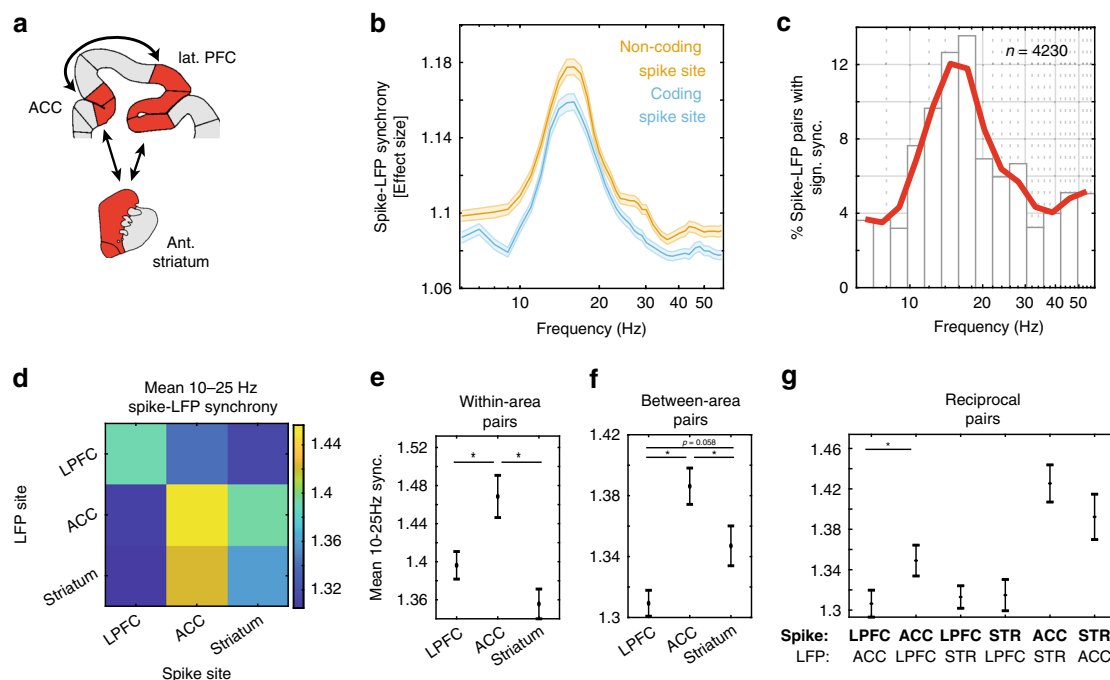 a
lat. PFC
ACC
Ant.
striatum
b
Non-coding
spike site
Coding
spike site
Spike-LFP synchrony
[Effect size]
1.18
1.14
1.1
1.06
10 20 30 40 50
Frequency (Hz)
c
n = 4230
% Spike-LFP pairs with
sign. sync.
12
8
4
0
10 20 30 40 50
Frequency (Hz)
d
Mean 10–25 Hz
spike-LFP synchrony
LFP site
LPFC
ACC
Striatum
LPFC ACC Striatum
Spike site
1.44
1.4
1.36
1.32
e
Within-area
pairs
Mean 10-25Hz sync.
1.52
1.48
1.44
1.4
1.36
* *
LPFC ACC Striatum
f
Between-area
pairs
1.42
1.38
1.34
1.3
p = 0.058
* *
LPFC ACC Striatum
g
Reciprocal
pairs
1.46
1.42
1.38
1.34
1.3
*
Spike: LPFC ACC LPFC STR ACC STR
LFP: ACC LPFC STR LPFC STR ACC